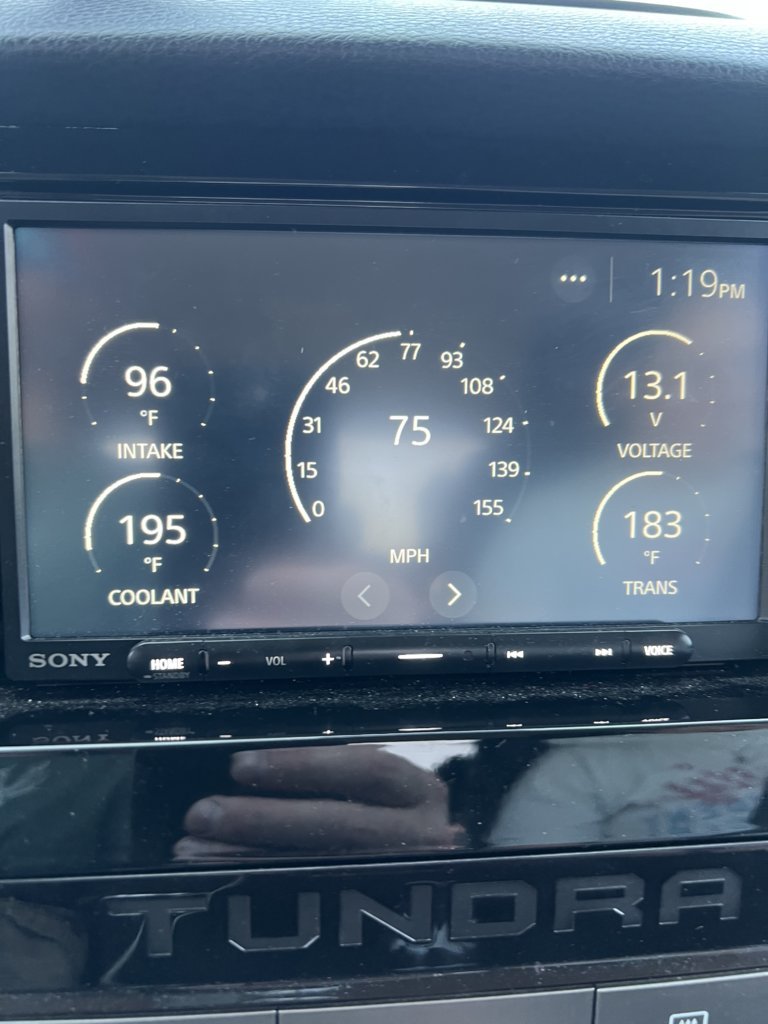 ••• 1:19PM
96
°F
INTAKE
195
°F
COOLANT
0
15
31
46
62
77
93
108
124
139
155
75
MPH
13.1
V
VOLTAGE
183
°F
TRANS
< >
SONY HOME − VOL + VOICE
STANDBY
TUNDRA